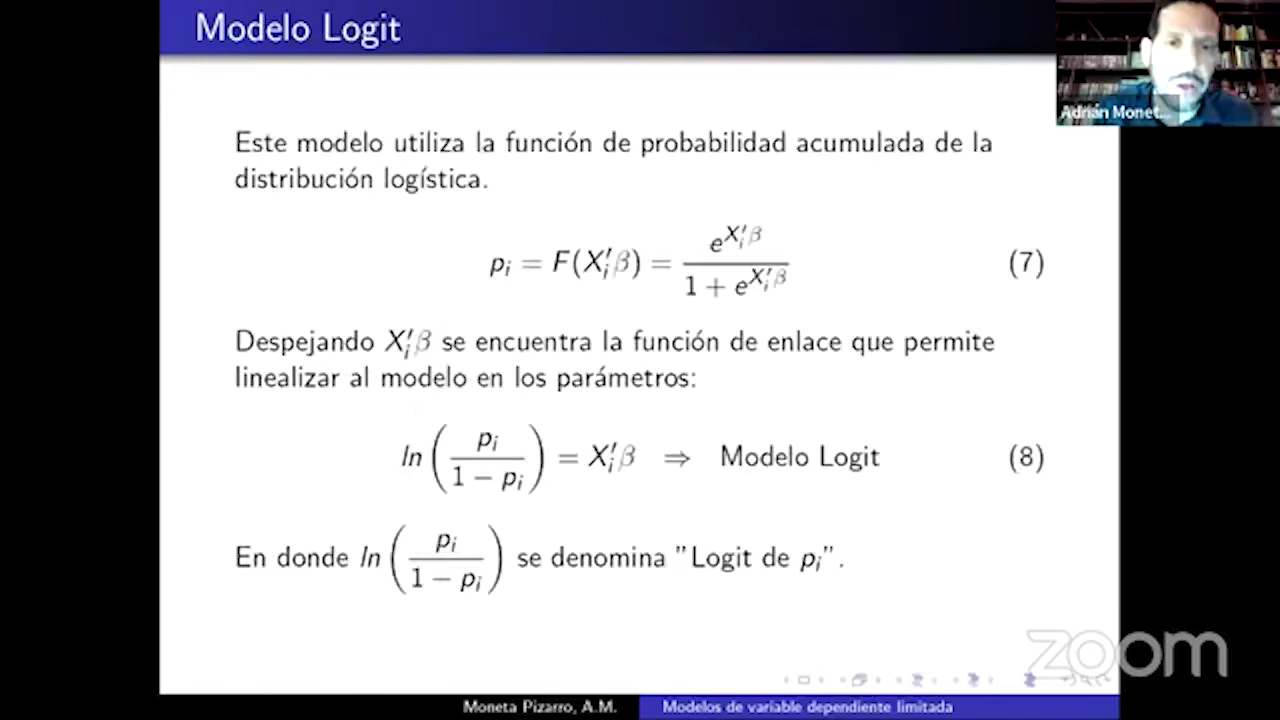 Modelo Logit
Adrián Monet...
Este modelo utiliza la función de probabilidad acumulada de la
distribución logística.
p_i = F(X_i'β) = \frac{e^{X_i'β}}{1 + e^{X_i'β}} (7)
Despejando X_i'β se encuentra la función de enlace que permite
linealizar al modelo en los parámetros:
ln(\frac{p_i}{1 − p_i}) = X_i'β ⇒ Modelo Logit (8)
En donde ln(\frac{p_i}{1 − p_i}) se denomina ”Logit de p_i”.
zoom
Moneta Pizarro, A.M. Modelos de variable dependiente limitada